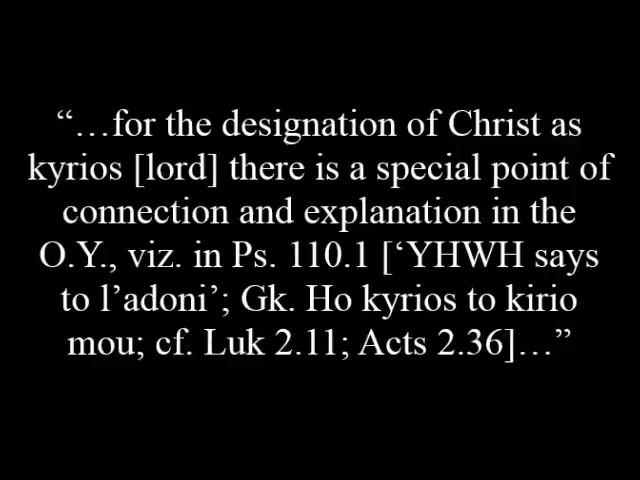 “…for the designation of Christ as
kyrios [lord] there is a special point of
connection and explanation in the
O.Y., viz. in Ps. 110.1 [‘YHWH says
to l’adoni’; Gk. Ho kyrios to kirio
mou; cf. Luk 2.11; Acts 2.36]…”